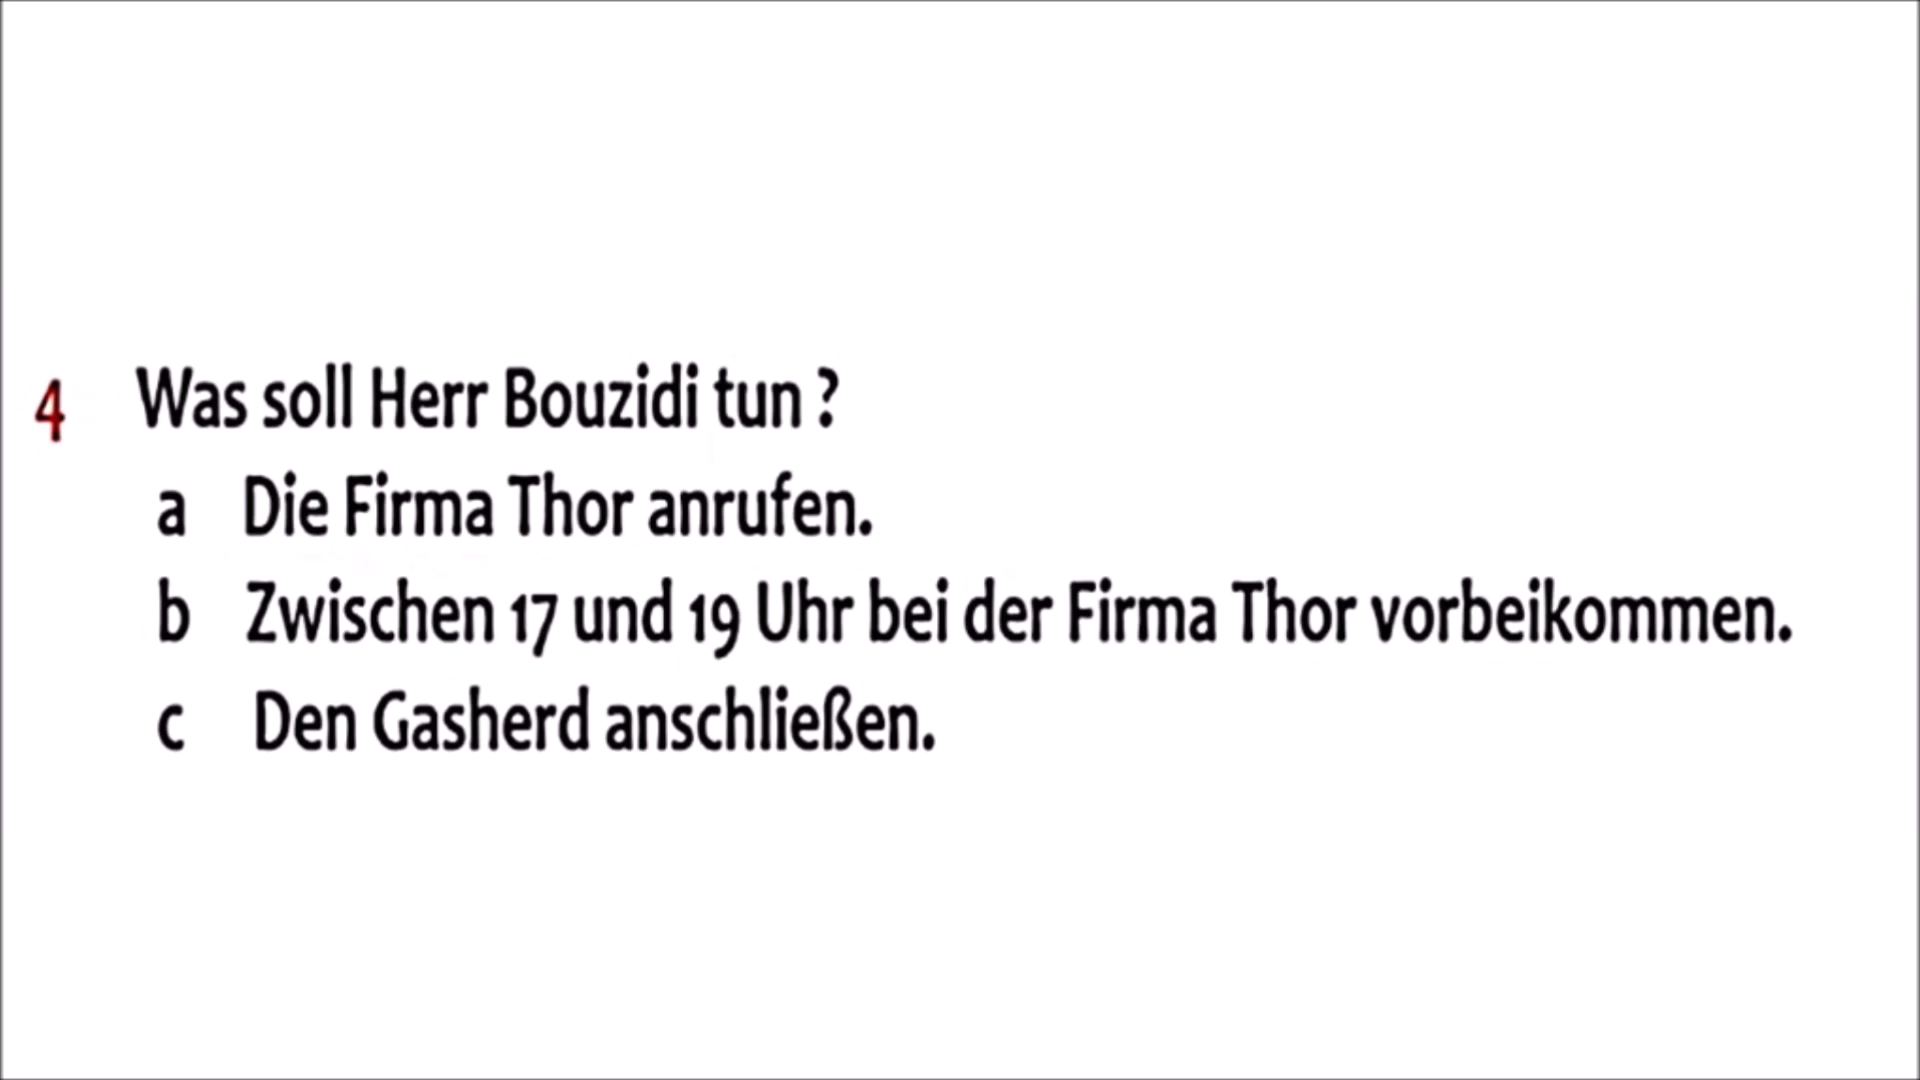 4 Was soll Herr Bouzidi tun ?
a Die Firma Thor anrufen.
b Zwischen 17 und 19 Uhr bei der Firma Thor vorbeikommen.
c Den Gasherd anschließen.